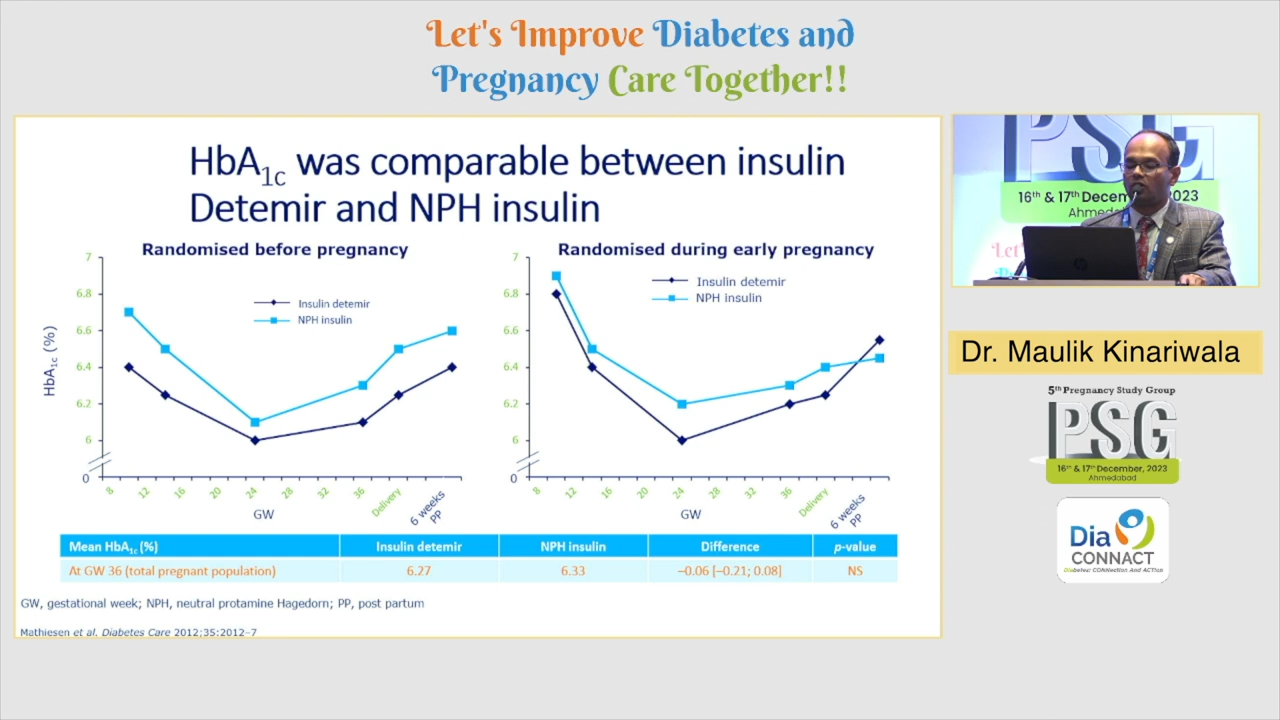 Let's Improve Diabetes and
Pregnancy Care Together!!
HbA1c was comparable between insulin
Detemir and NPH insulin
Randomised before pregnancy
7
6.8
6.6
6.4
6.2
6
0
HbA1c (%)
Insulin detemir
NPH insulin
8
12
16
20
24
28
32
36
Delivery
6 weeks
PP
GW
Randomised during early pregnancy
7
6.8
6.6
6.4
6.2
6
0
Insulin detemir
NPH insulin
8
12
16
20
24
28
32
36
Delivery
6 weeks
PP
GW
Mean HbA1c (%) Insulin detemir NPH insulin Difference p-value
At GW 36 (total pregnant population) 6.27 6.33 –0.06 [–0.21; 0.08] NS
GW, gestational week; NPH, neutral protamine Hagedorn; PP, post partum
Mathiesen et al. Diabetes Care 2012;35:2012–7
PSG
16th & 17th Decem 2023
Ahmeda
Let'
hp
Dr. Maulik Kinariwala
5th Pregnancy Study Group
PSG
16th & 17th December, 2023
Ahmedabad
Dia
CONNACT
Diabetes: CONNection And ACTion